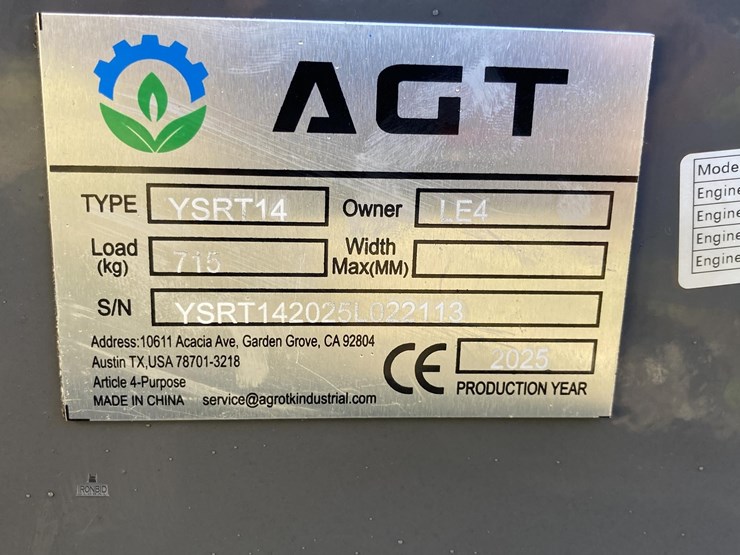 AGT
TYPE YSRT14 Owner LE4
Load (kg) 715 Width Max(MM)
S/N YSRT142025L022113
Address:10611 Acacia Ave, Garden Grove, CA 92804
Austin TX,USA 78701-3218
Article 4-Purpose
MADE IN CHINA service@agrotkindustrial.com
CE 2025
PRODUCTION YEAR
Mode
Engine
Engine
Engine
Engine
IRONBID